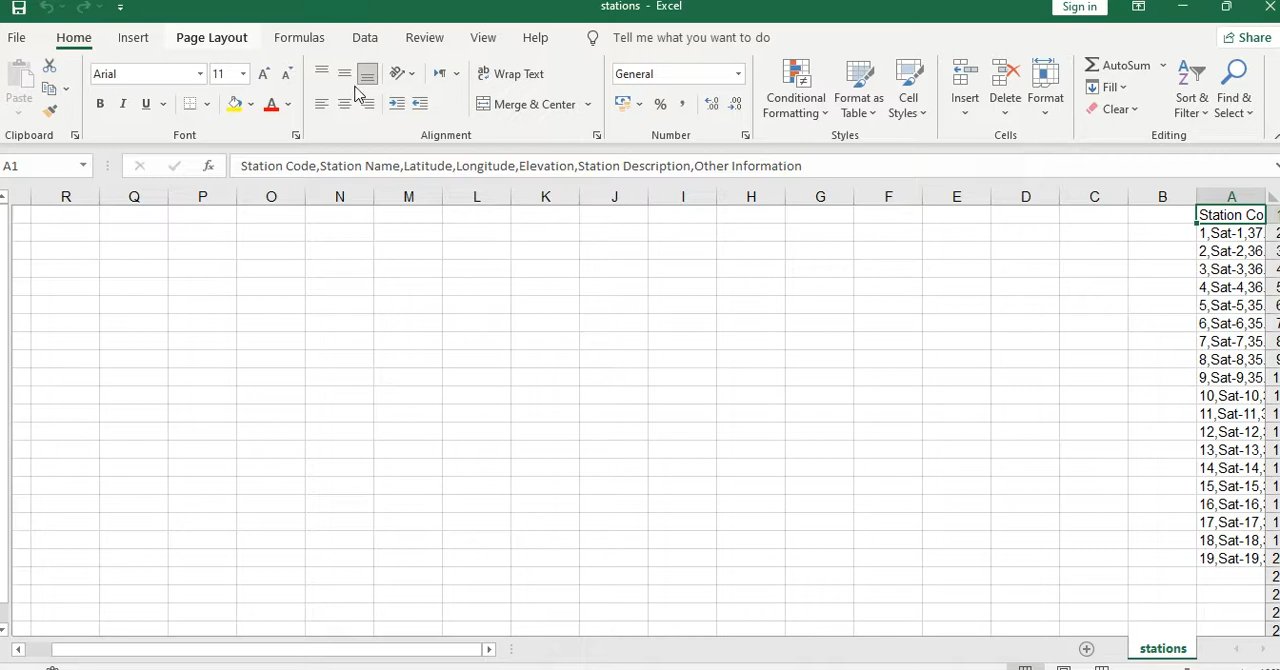 stations - Excel
Sign in
File Home Insert Page Layout Formulas Data Review View Help Tell me what you want to do Share
Paste
Arial 11
B I U A
Wrap Text
Merge & Center
General
% ,
Conditional Formatting
Format as Table
Cell Styles
Insert
Delete
Format
AutoSum
Fill
Clear
Sort & Filter
Find & Select
Clipboard Font Alignment Number Styles Cells Editing
A1 fx Station Code,Station Name,Latitude,Longitude,Elevation,Station Description,Other Information
R Q P O N M L K J I H G F E D C B A
Station Co
1,Sat-1,37.
2,Sat-2,36.
3,Sat-3,36.
4,Sat-4,36.
5,Sat-5,35.
6,Sat-6,35.
7,Sat-7,35.
8,Sat-8,35.
9,Sat-9,35.
10,Sat-10,
11,Sat-11,
12,Sat-12,
13,Sat-13,
14,Sat-14,
15,Sat-15,
16,Sat-16,
17,Sat-17,
18,Sat-18,
19,Sat-19,
stations